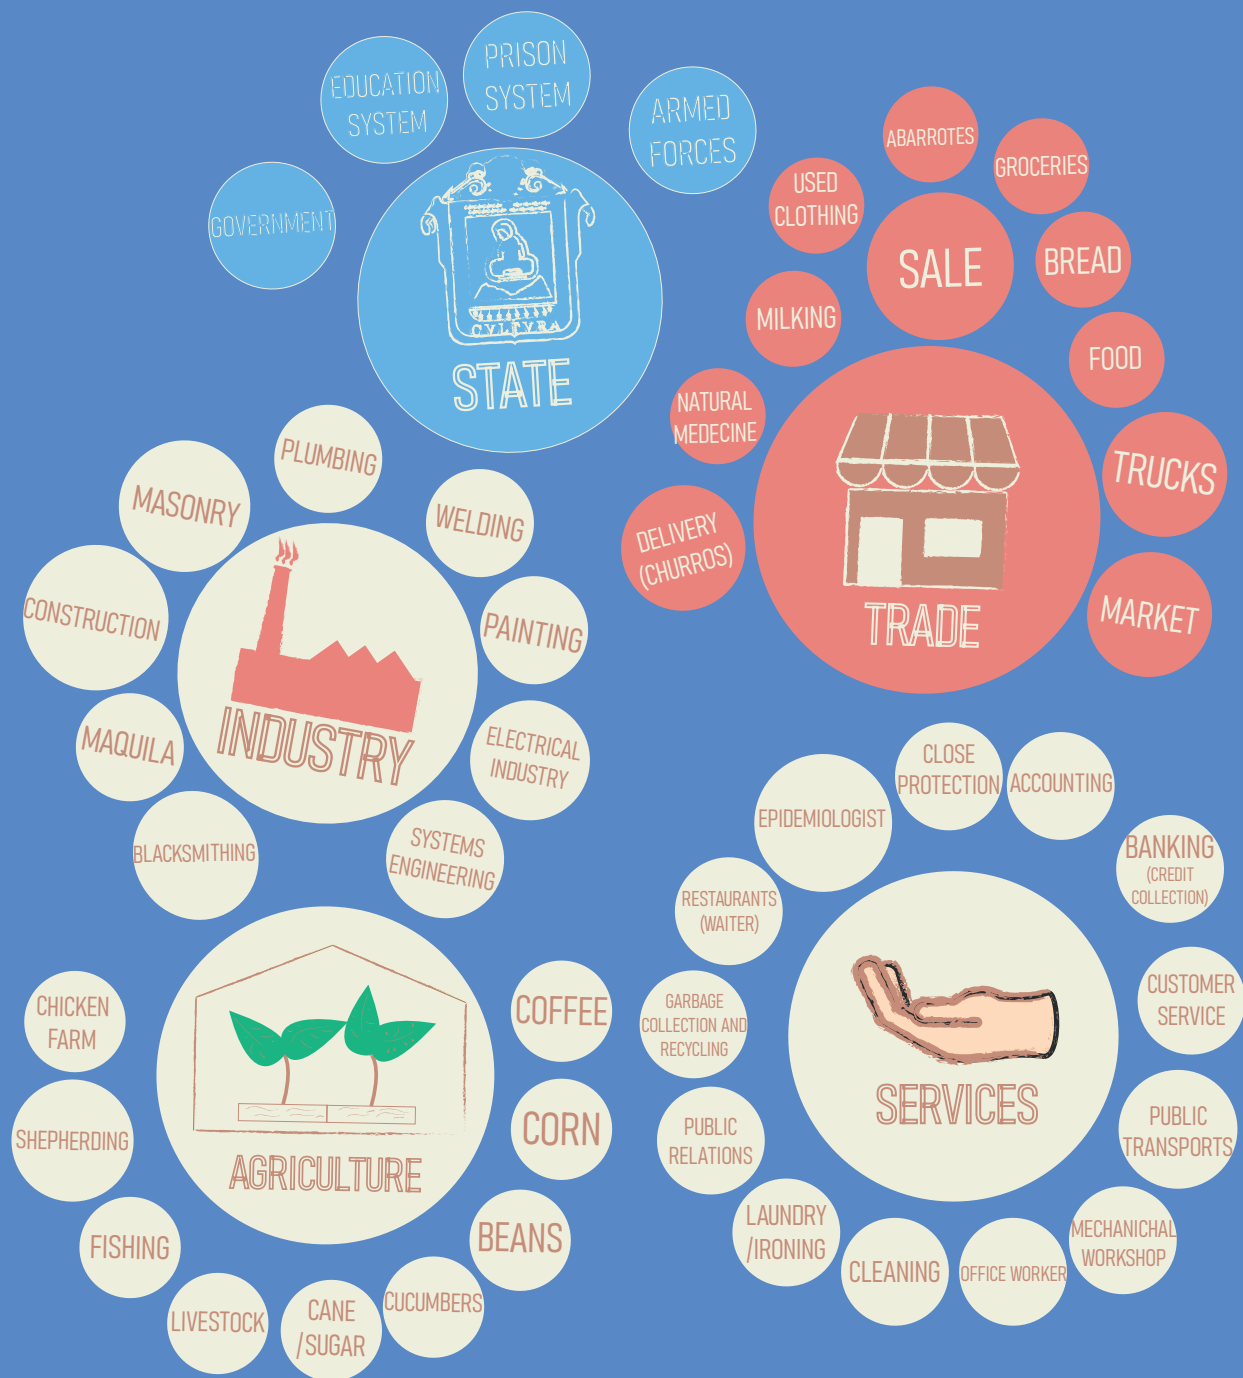 PRISON
SYSTEM
EDUCATION
SYSTEM
ARMED
FORCES
GOVERNMENT
CVLTVRA
STATE
ABARROTES
GROCERIES
USED
CLOTHING
SALE
BREAD
MILKING
FOOD
NATURAL
MEDECINE
TRUCKS
DELIVERY
(CHURROS)
MARKET
TRADE
PLUMBING
MASONRY
WELDING
CONSTRUCTION
PAINTING
MAQUILA
ELECTRICAL
INDUSTRY
INDUSTRY
BLACKSMITHING
SYSTEMS
ENGINEERING
CLOSE
PROTECTION
ACCOUNTING
EPIDEMIOLOGIST
BANKING
(CREDIT
COLLECTION)
RESTAURANTS
(WAITER)
CUSTOMER
SERVICE
GARBAGE
COLLECTION AND
RECYCLING
SERVICES
PUBLIC
RELATIONS
PUBLIC
TRANSPORTS
LAUNDRY
/IRONING
CLEANING
OFFICE WORKER
MECHANICHAL
WORKSHOP
CHICKEN
FARM
COFFEE
SHEPHERDING
CORN
AGRICULTURE
FISHING
BEANS
LIVESTOCK
CANE
/SUGAR
CUCUMBERS